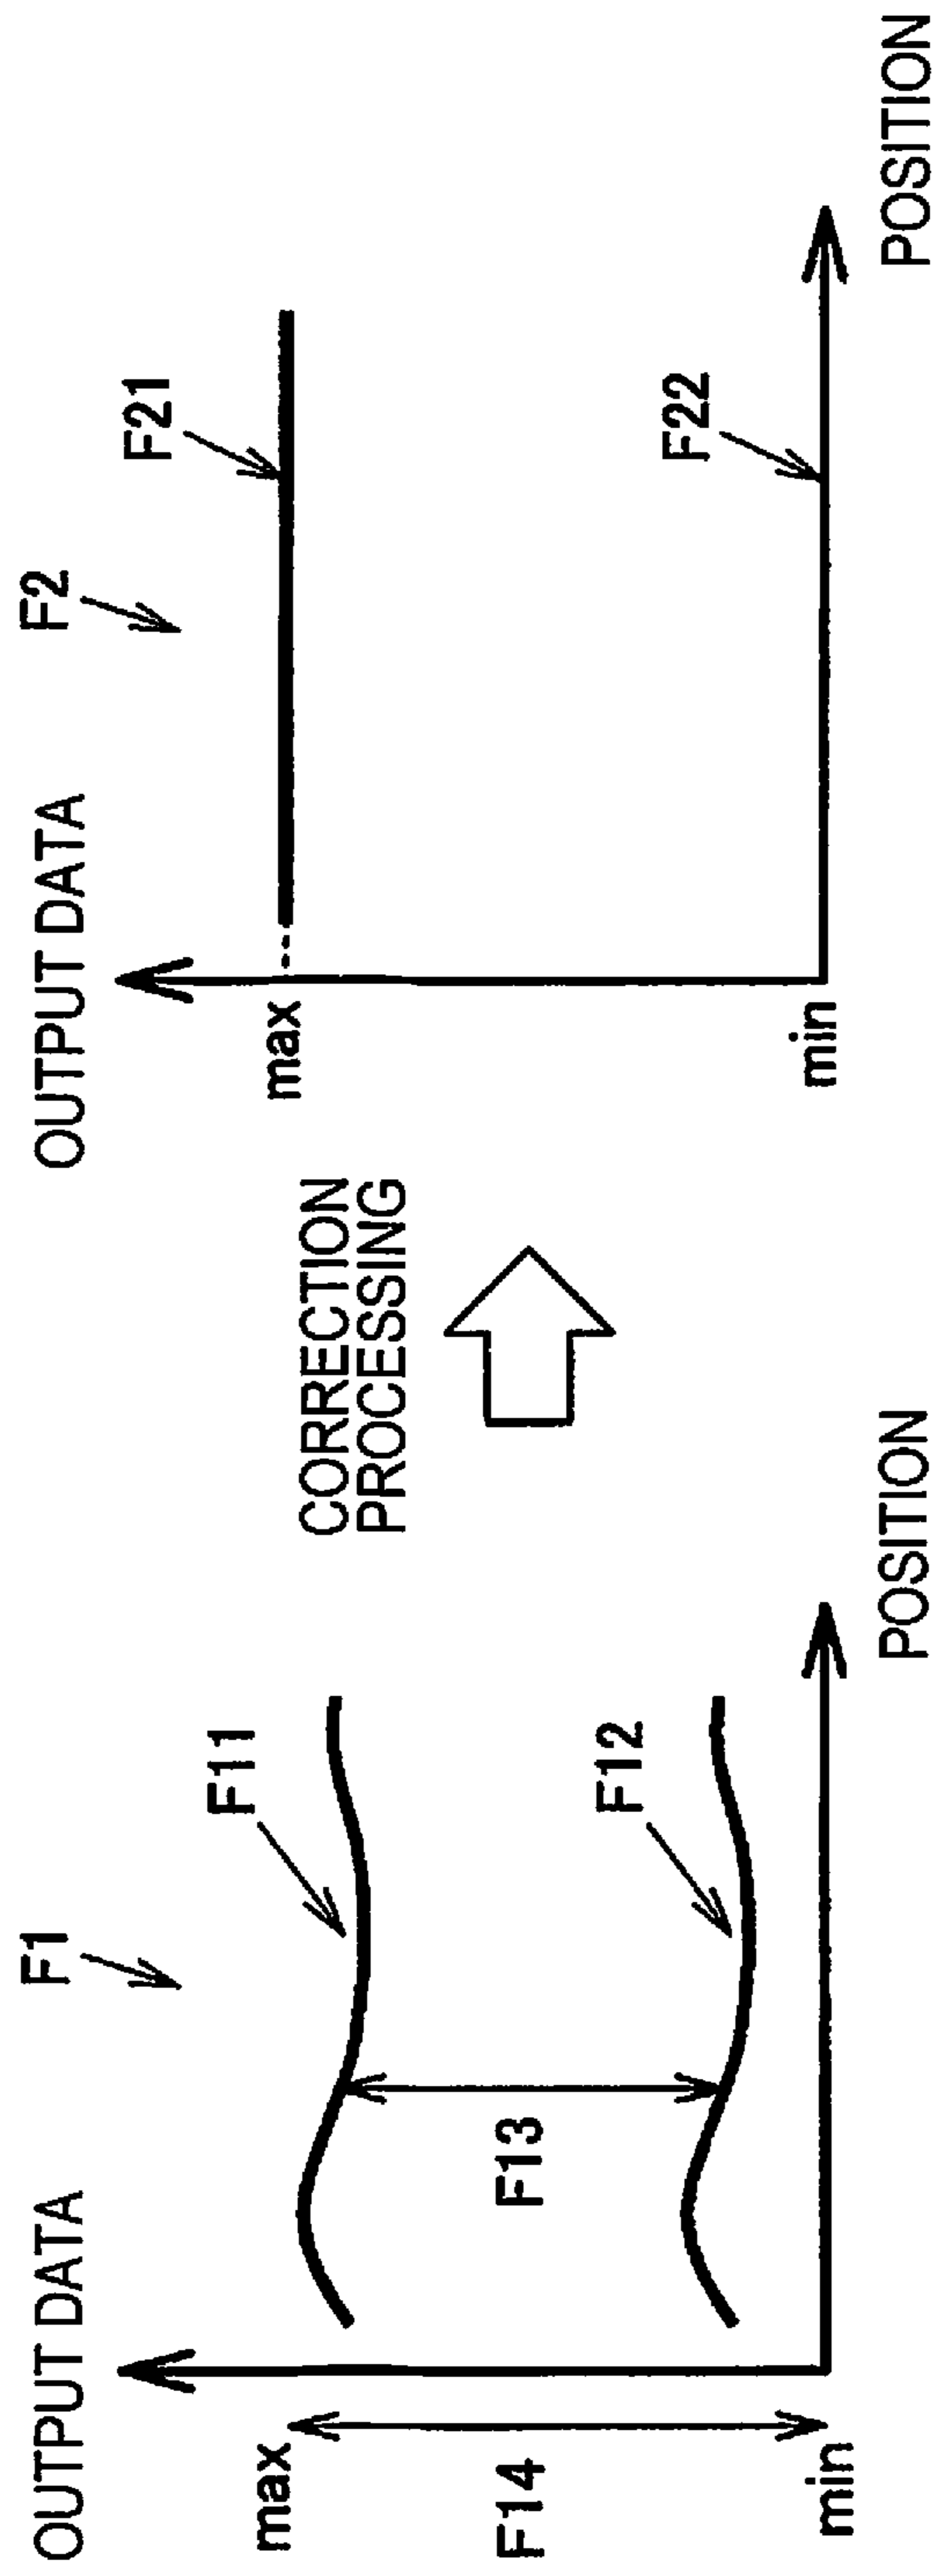 OUTPUT DATA
F1
F11
F12
F13
max
F14
min
POSITION
CORRECTION
PROCESSING
OUTPUT DATA
F2
F21
F22
max
min
POSITION